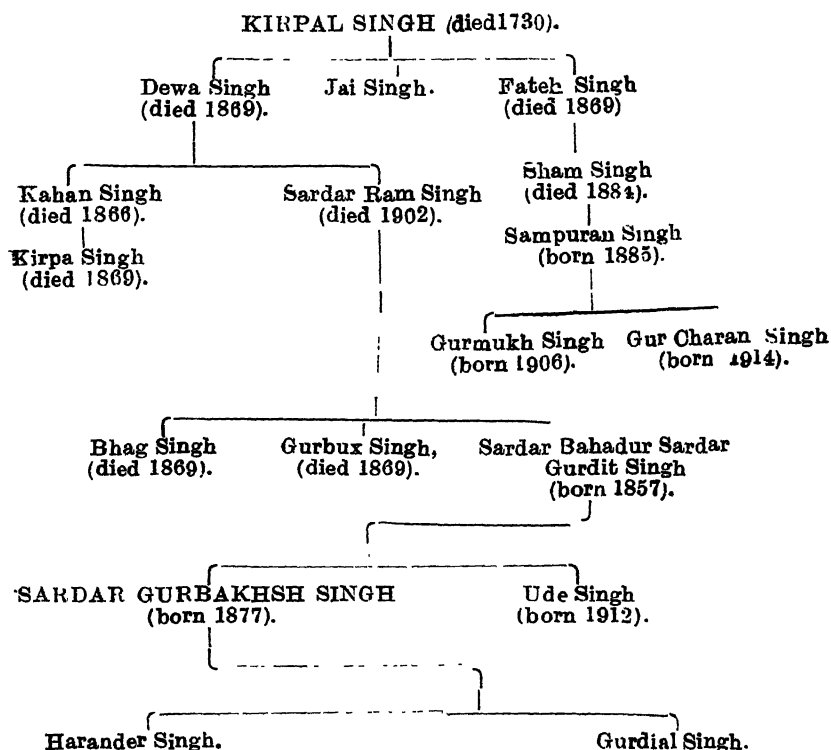 KIRPAL SINGH (died 1730).
Dewa Singh Jai Singh. Fateh Singh
(died 1869). (died 1869)
Sham Singh
(died 1884).
Kahan Singh Sardar Ram Singh
(died 1866). (died 1902).
Sampuran Singh
(born 1885).
Kirpa Singh
(died 1869).
Gurmukh Singh Gur Charan Singh
(born 1906). (born 1914).
Bhag Singh Gurbux Singh, Sardar Bahadur Sardar
(died 1869). (died 1869). Gurdit Singh
(born 1857).
SARDAR GURBAKHSH SINGH Ude Singh
(born 1877). (born 1912).
Harander Singh. Gurdial Singh.